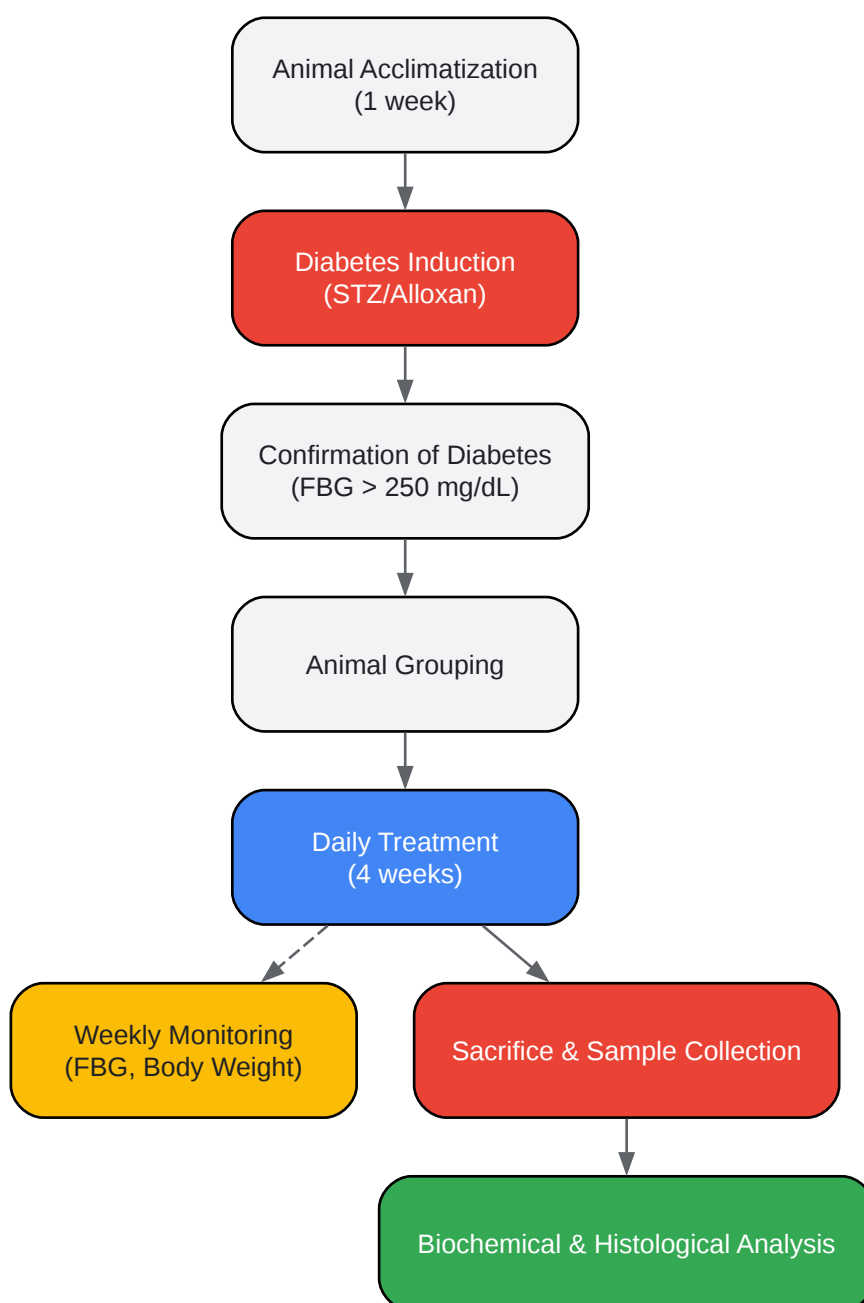 Animal Acclimatization
(1 week)
Diabetes Induction
(STZ/Alloxan)
Confirmation of Diabetes
(FBG > 250 mg/dL)
Animal Grouping
Daily Treatment
(4 weeks)
Weekly Monitoring
(FBG, Body Weight)
Sacrifice & Sample Collection
Biochemical & Histological Analysis